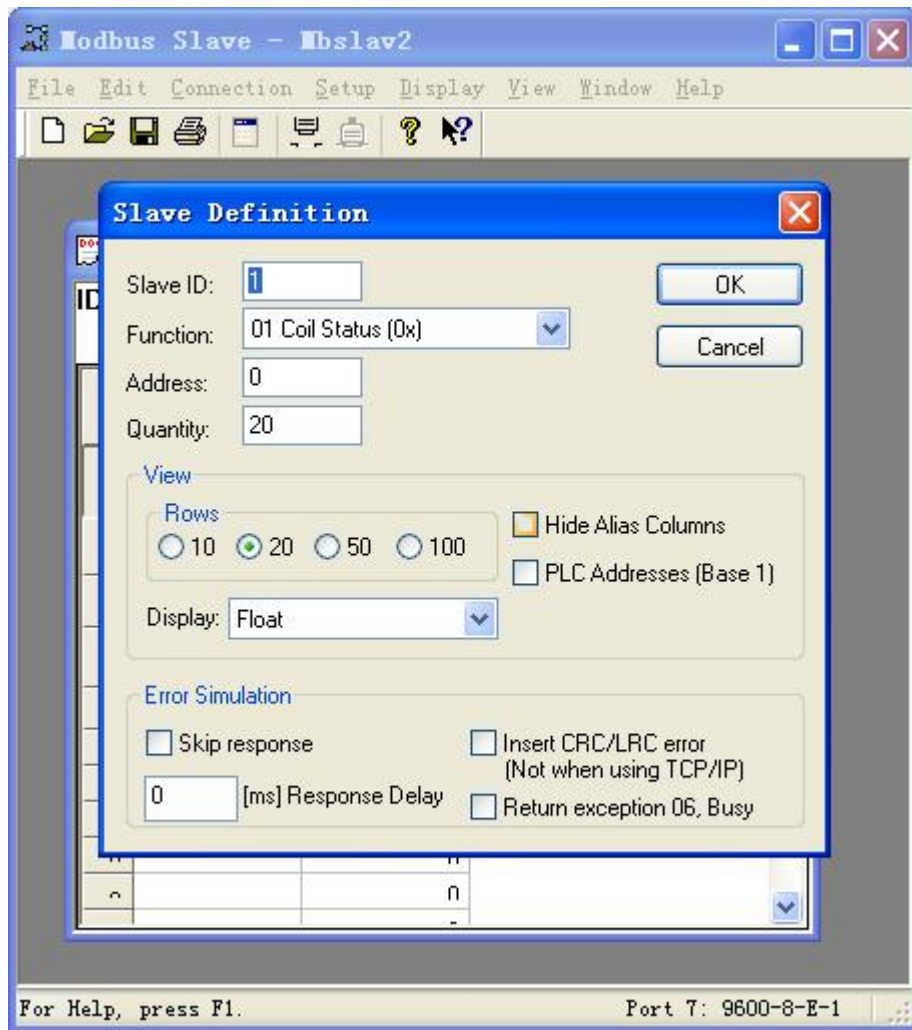 Modbus Slave - Mbslav2
File Edit Connection Setup Display View Window Help
Slave Definition
ID
Slave ID: 1
OK
Function: 01 Coil Status (0x)
Cancel
Address: 0
Quantity: 20
View
Rows
10 20 50 100
Hide Alias Columns
PLC Addresses (Base 1)
Display: Float
Error Simulation
Skip response
Insert CRC/LRC error
(Not when using TCP/IP)
0 [ms] Response Delay
Return exception 06, Busy
0
For Help, press F1.
Port 7: 9600-8-E-1